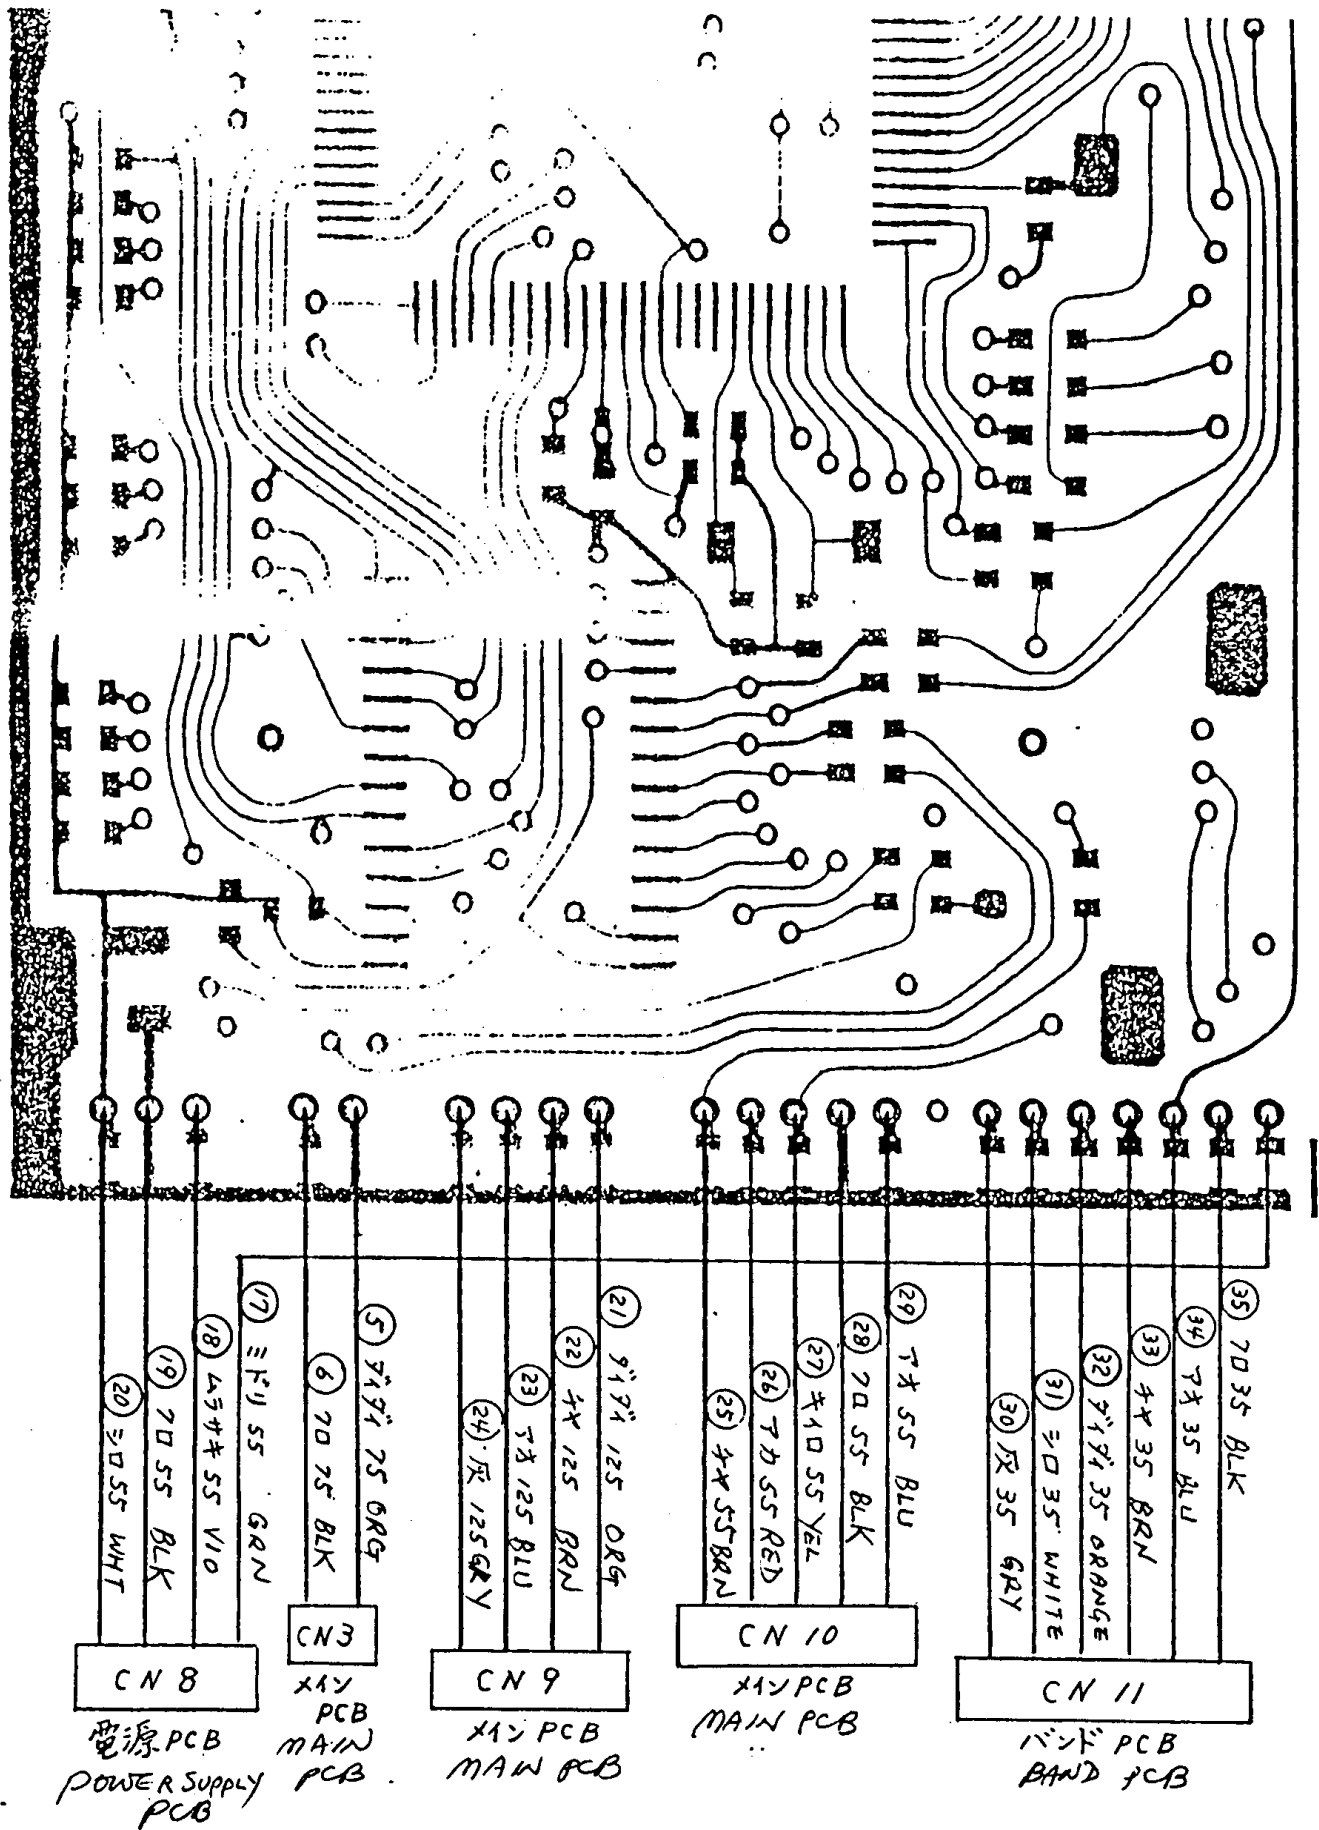 ⑳ シロ 55 WHT
⑲ クロ 55 BLK
⑱ ムラサキ 55 VIO
⑰ ミドリ 55 GRN
⑥ クロ 75 BLK
⑤ ダイダイ 75 ORG
㉔ 灰 125 GRY
㉓ アオ 125 BLU
㉒ チャ 125 BRN
㉑ ダイダイ 125 ORG
㉕ チャ 55 BRN
㉖ アカ 55 RED
㉗ キイロ 55 YEL
㉘ クロ 55 BLK
㉙ アオ 55 BLU
㉚ 灰 35 GRY
㉛ シロ 35 WHITE
㉜ ダイダイ 35 ORANGE
㉝ チャ 35 BRN
㉞ アオ 35 BLU
㉟ クロ 35 BLK
CN 8
電源 PCB
POWER SUPPLY
PCB
CN3
メイン
PCB
MAIN
PCB.
CN 9
メイン PCB
MAIN PCB
CN 10
メイン PCB
MAIN PCB
CN 11
バンド PCB
BAND PCB